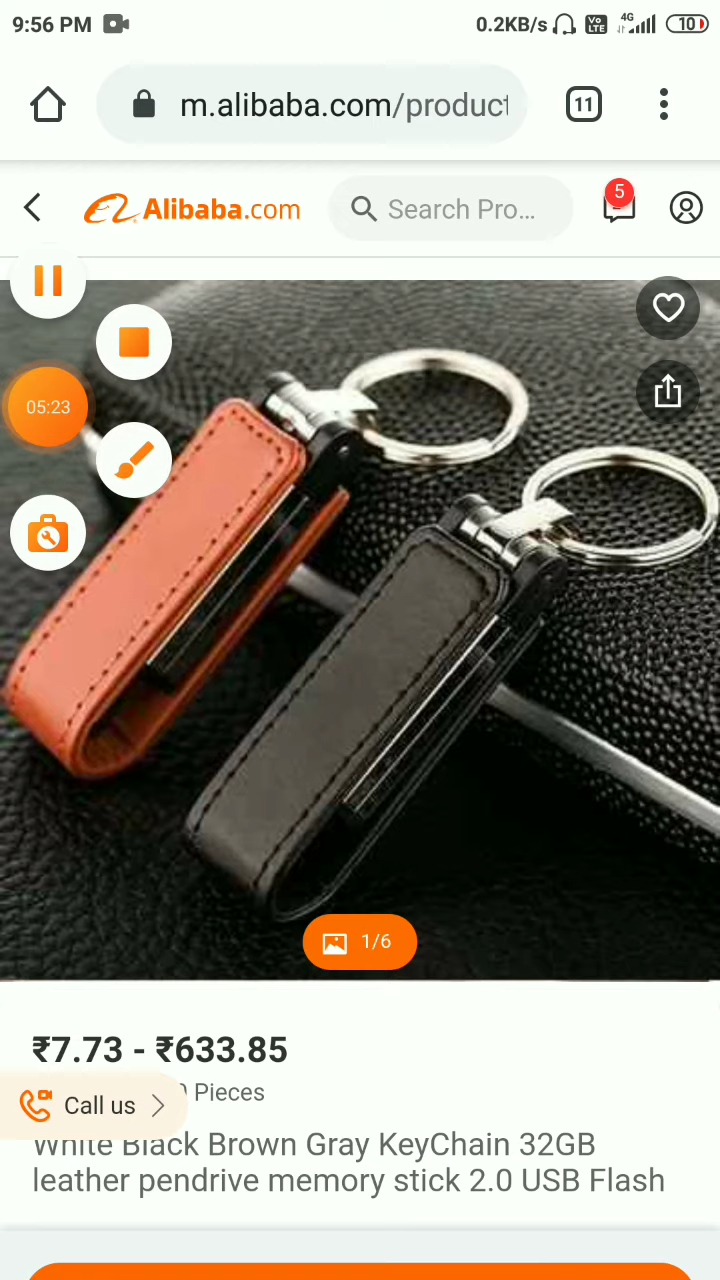 9:56 PM
0.2KB/s
Vo
LTE
4G
10
m.alibaba.com/product
11
Alibaba.com
Search Pro...
5
05:23
1/6
₹7.73 - ₹633.85
Pieces
Call us
White Black Brown Gray KeyChain 32GB
leather pendrive memory stick 2.0 USB Flash